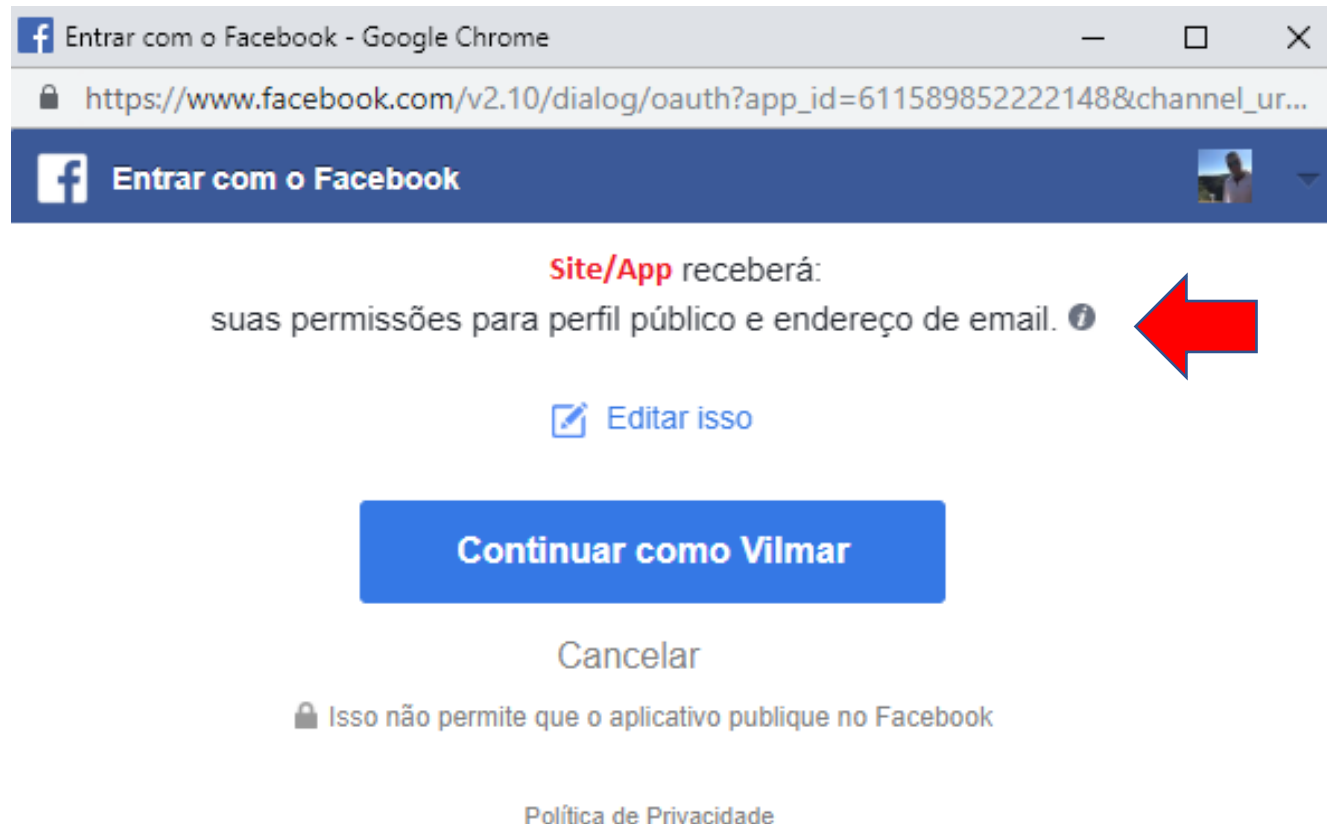 Entrar com o Facebook - Google Chrome
https://www.facebook.com/v2.10/dialog/oauth?app_id=611589852222148&channel_ur...
Entrar com o Facebook
Site/App receberá:
suas permissões para perfil público e endereço de email.
Editar isso
Continuar como Vilmar
Cancelar
Isso não permite que o aplicativo publique no Facebook
Política de Privacidade